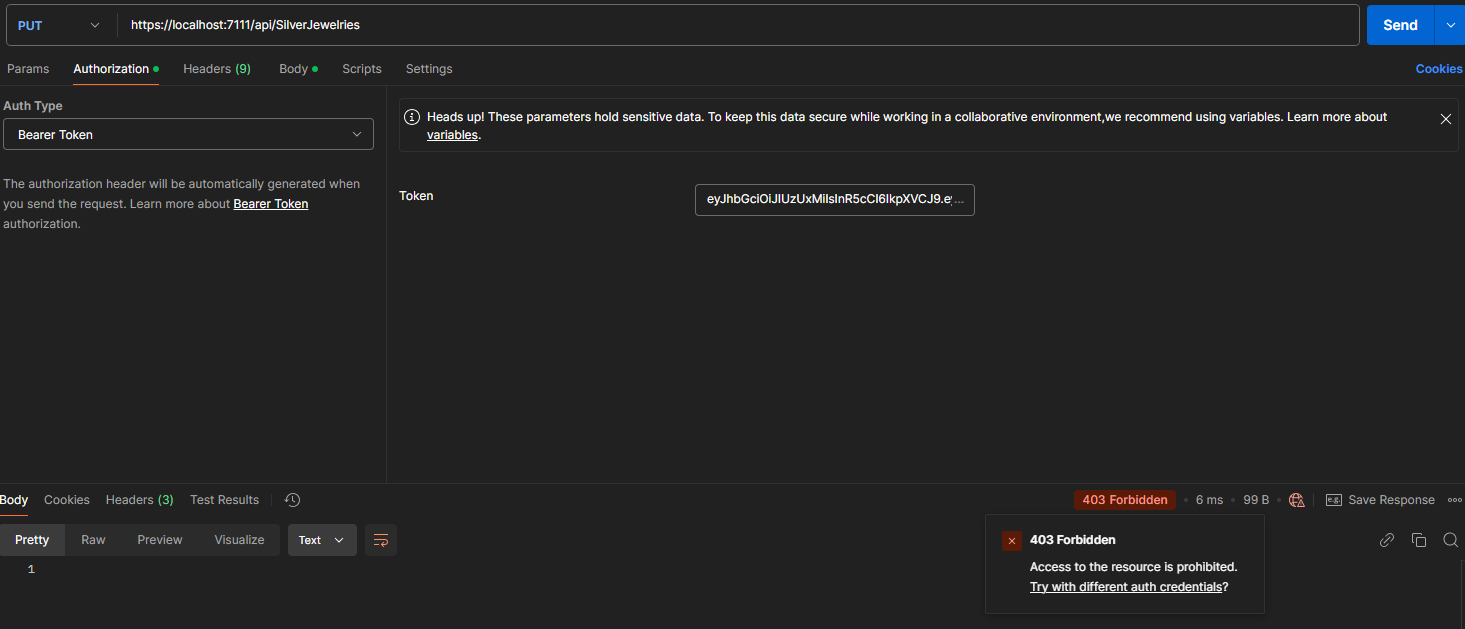 PUT https://localhost:7111/api/SilverJewelries Send
Params Authorization Headers (9) Body Scripts Settings Cookies
Auth Type
Bearer Token
The authorization header will be automatically generated when
you send the request. Learn more about Bearer Token
authorization.
Heads up! These parameters hold sensitive data. To keep this data secure while working in a collaborative environment,we recommend using variables. Learn more about
variables.
Token
Body Cookies Headers (3) Test Results 403 Forbidden 6 ms 99 B e.g. Save Response
Pretty Raw Preview Visualize Text
1
403 Forbidden
Access to the resource is prohibited.
Try with different auth credentials?